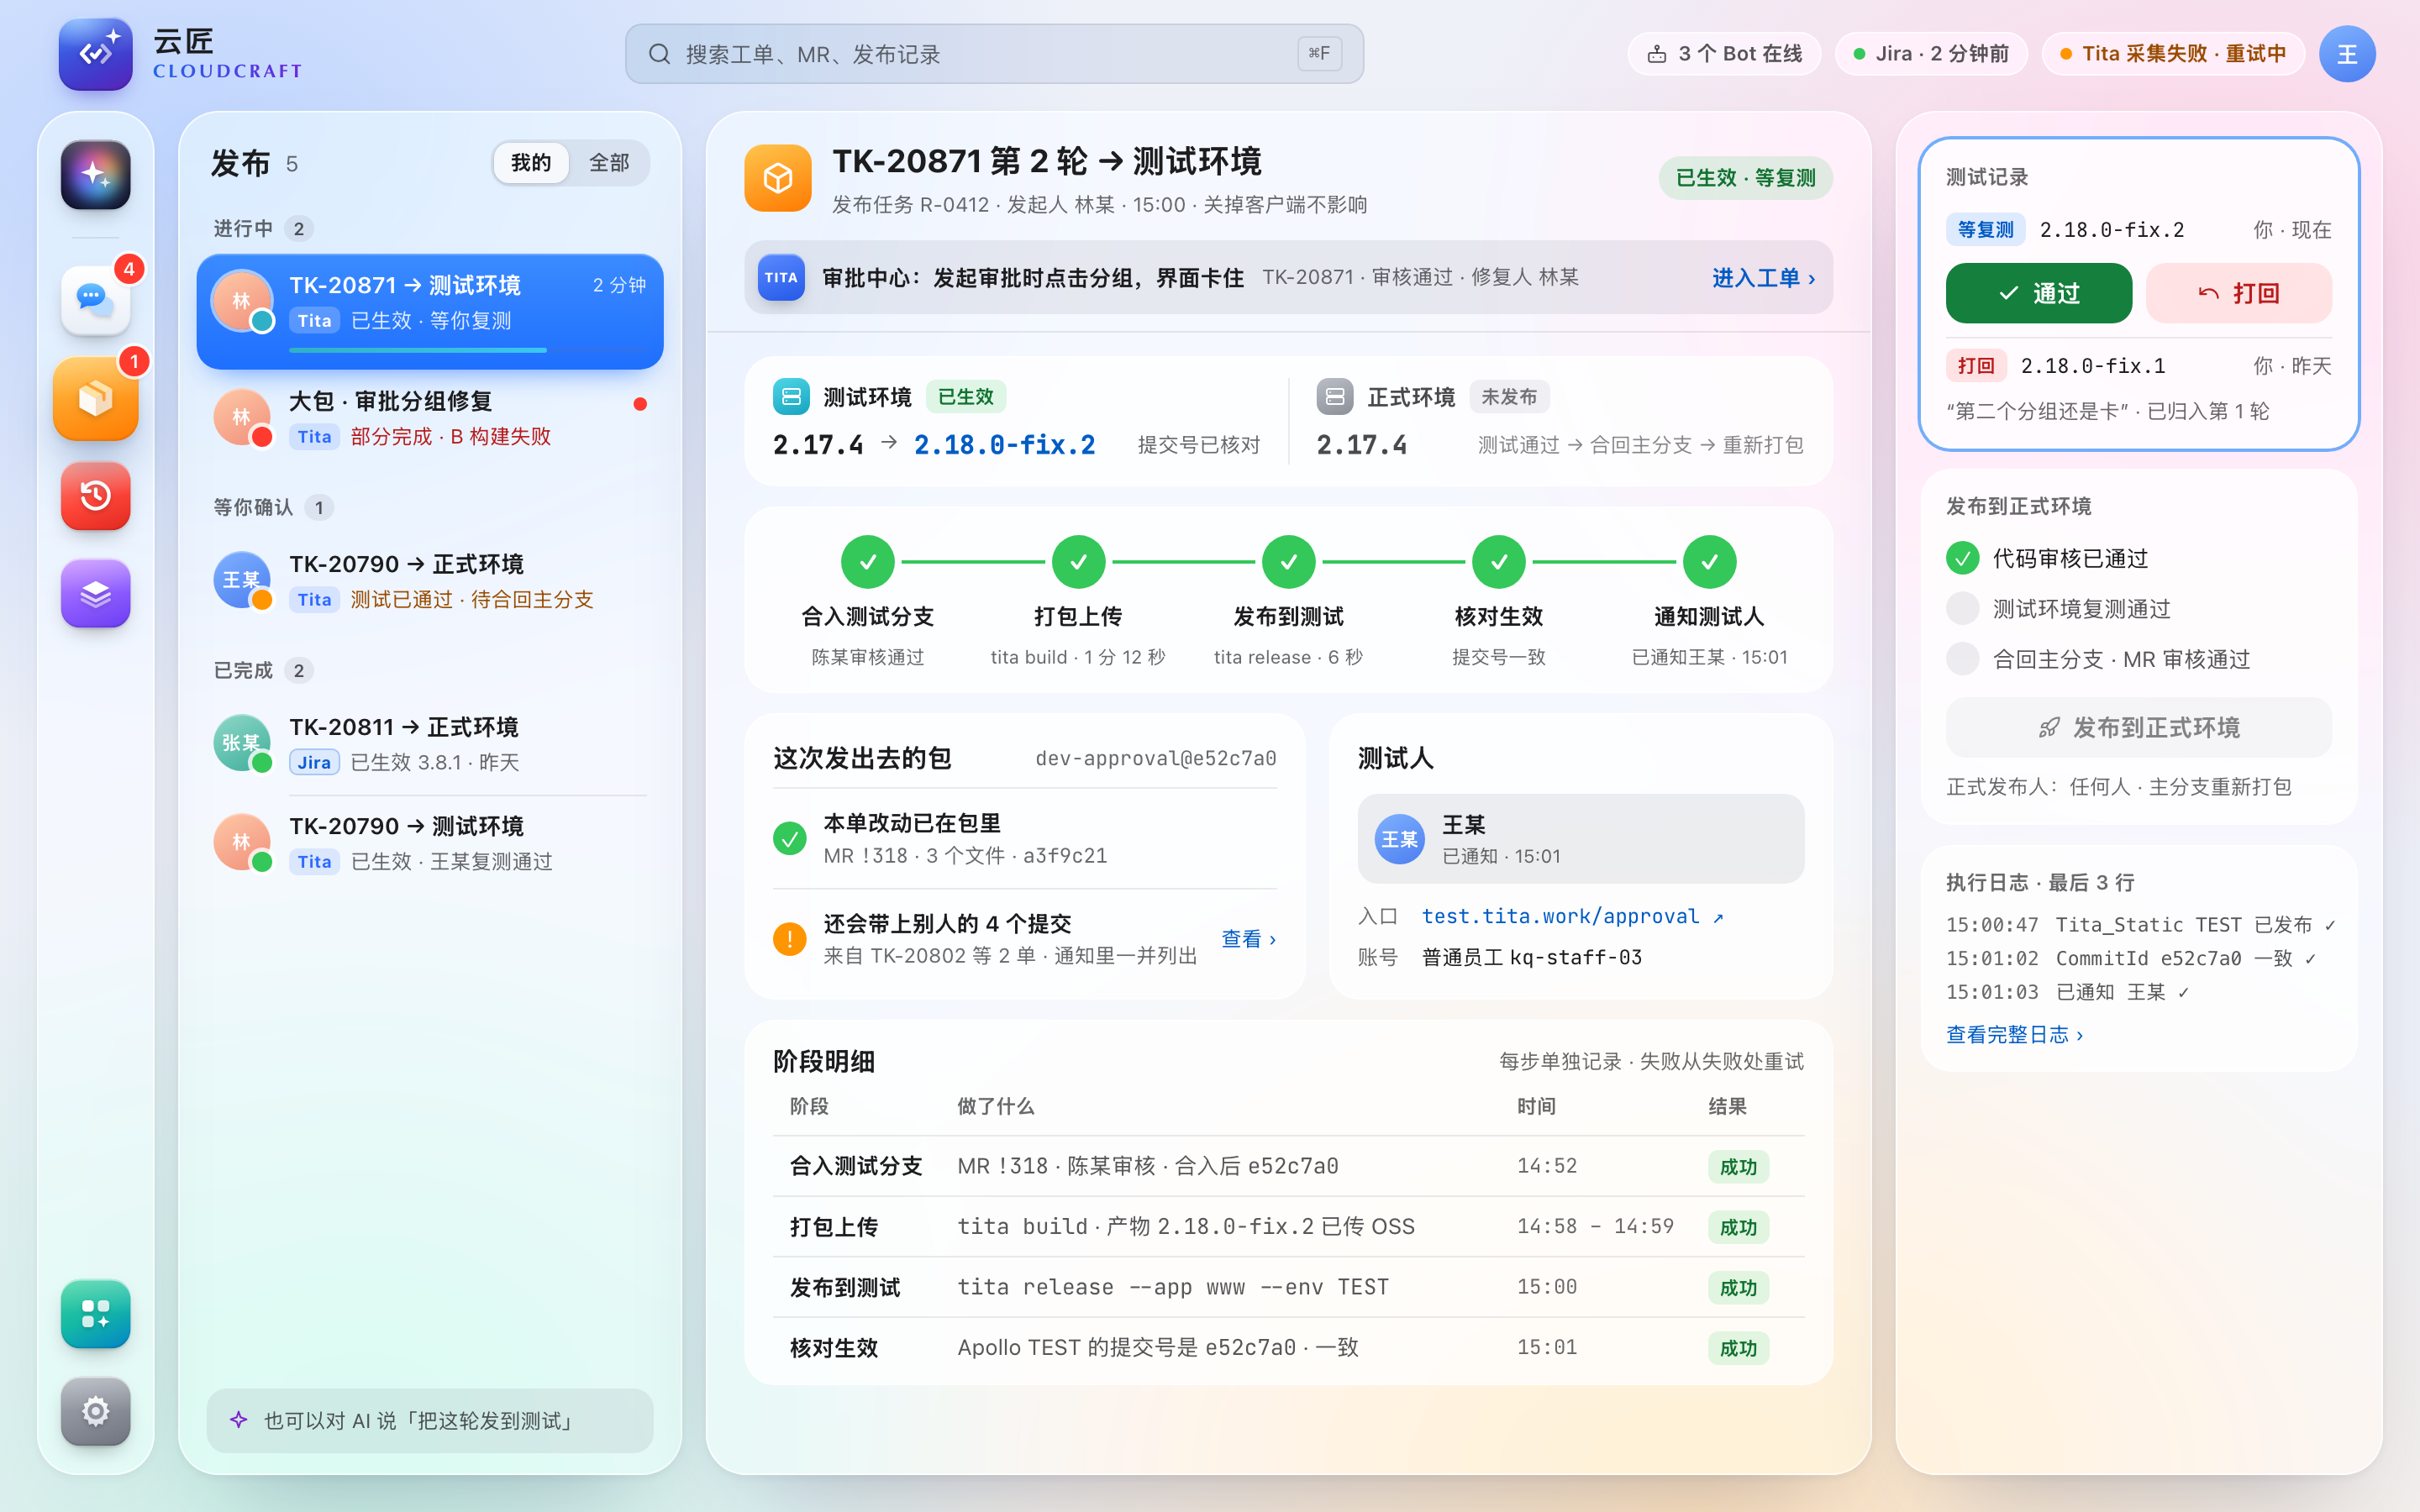 云匠
CLOUDCRAFT
搜索工单、MR、发布记录
⌘F
3 个 Bot 在线
Jira · 2 分钟前
Tita 采集失败 · 重试中
王
4
1
发布 5
我的 全部
进行中 2
林
TK-20871 → 测试环境 2 分钟
Tita 已生效 · 等你复测
林
大包 · 审批分组修复
Tita 部分完成 · B 构建失败
等你确认 1
王某
TK-20790 → 正式环境
Tita 测试已通过 · 待合回主分支
已完成 2
张某
TK-20811 → 正式环境
Jira 已生效 3.8.1 · 昨天
林
TK-20790 → 测试环境
Tita 已生效 · 王某复测通过
也可以对 AI 说「把这轮发到测试」
TK-20871 第 2 轮 → 测试环境
发布任务 R-0412 · 发起人 林某 · 15:00 · 关掉客户端不影响
已生效 · 等复测
TITA 审批中心：发起审批时点击分组，界面卡住 TK-20871 · 审核通过 · 修复人 林某 进入工单 ›
测试环境 已生效
2.17.4 → 2.18.0-fix.2 提交号已核对
正式环境 未发布
2.17.4 测试通过 → 合回主分支 → 重新打包
合入测试分支 打包上传 发布到测试 核对生效 通知测试人
陈某审核通过 tita build · 1 分 12 秒 tita release · 6 秒 提交号一致 已通知王某 · 15:01
这次发出去的包 dev-approval@e52c7a0
本单改动已在包里
MR !318 · 3 个文件 · a3f9c21
还会带上别人的 4 个提交
来自 TK-20802 等 2 单 · 通知里一并列出
查看 ›
测试人
王某
王某
已通知 · 15:01
入口 test.tita.work/approval ↗
账号 普通员工 kq-staff-03
阶段明细 每步单独记录 · 失败从失败处重试
阶段 做了什么 时间 结果
合入测试分支 MR !318 · 陈某审核 · 合入后 e52c7a0 14:52 成功
打包上传 tita build · 产物 2.18.0-fix.2 已传 OSS 14:58 – 14:59 成功
发布到测试 tita release --app www --env TEST 15:00 成功
核对生效 Apollo TEST 的提交号是 e52c7a0 · 一致 15:01 成功
测试记录
等复测 2.18.0-fix.2 你 · 现在
通过 打回
打回 2.18.0-fix.1 你 · 昨天
“第二个分组还是卡” · 已归入第 1 轮
发布到正式环境
代码审核已通过
测试环境复测通过
合回主分支 · MR 审核通过
发布到正式环境
正式发布人：任何人 · 主分支重新打包
执行日志 · 最后 3 行
15:00:47 Tita_Static TEST 已发布 ✓
15:01:02 CommitId e52c7a0 一致 ✓
15:01:03 已通知 王某 ✓
查看完整日志 ›